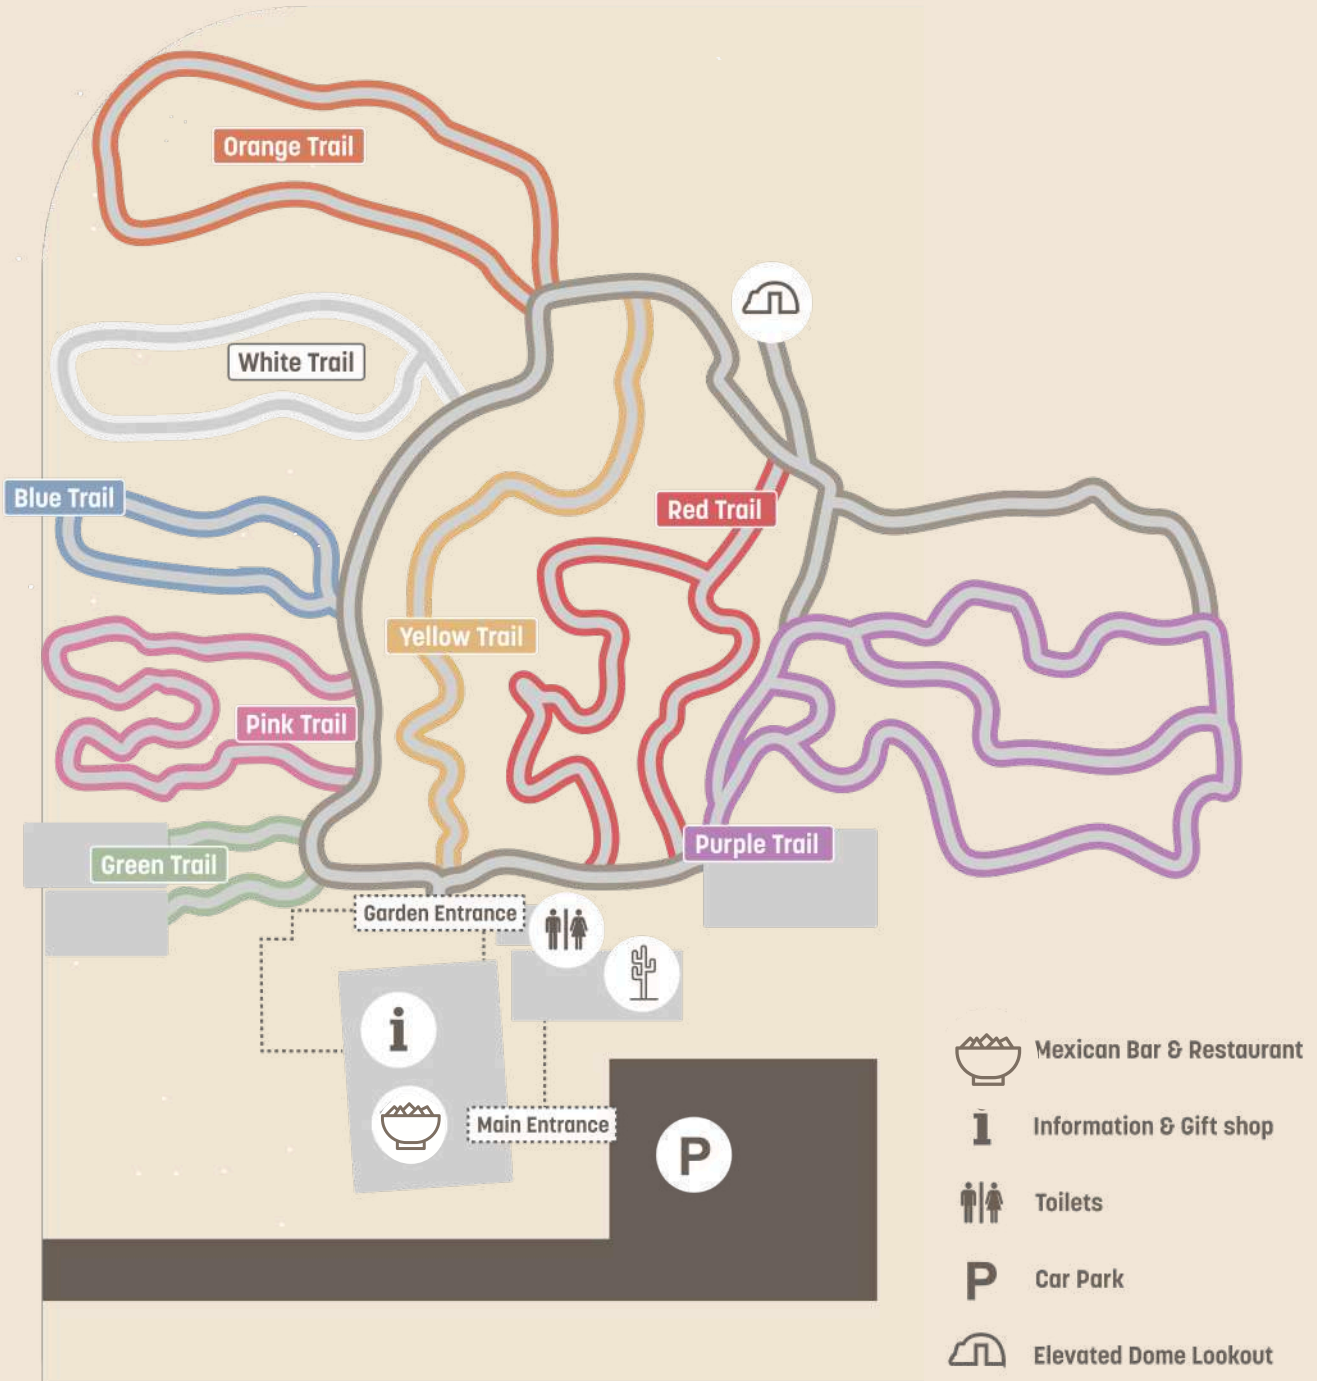 Orange Trail
White Trail
Blue Trail
Red Trail
Yellow Trail
Pink Trail
Purple Trail
Green Trail
Garden Entrance
i
Main Entrance
P
Mexican Bar & Restaurant
i
Information & Gift shop
Toilets
P
Car Park
Elevated Dome Lookout